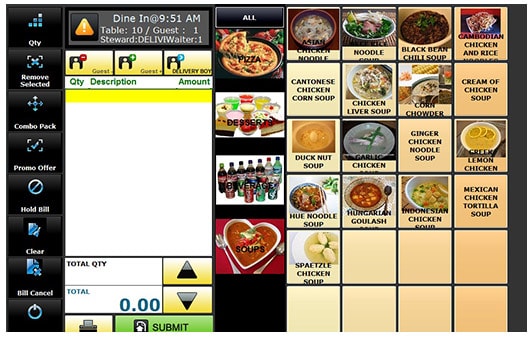 Qty
Remove
Selected
Combo Pack
Promo Offer
Hold Bill
Clear
Bill Cancel
Dine In@9:51 AM
Table: 10 / Guest : 1
Steward:DELIVIWaiter:1
Guest -
Guest +
DELIVERY BOY
Qty Description Amount
TOTAL QTY
TOTAL
0.00
SUBMIT
ALL
PIZZA
DESSERTS
BEVERAGE
SOUPS
ASIAN
CHICKEN
NOODLE
NOODLE
BLACK BEAN
CHILI SOUP
CAMBODIAN
CHICKEN
AND RICE
NOODLES
CANTONESE
CHICKEN
CORN SOUP
CHICKEN
LIVER SOUP
CORN
CHOWDER
CREAM OF
CHICKEN
SOUP
DUCK NUT
SOUP
GARLIC
CHICKEN
SOUP
GINGER
CHICKEN
NOODLE
SOUP
GREEK
LEMON
CHICKEN
HUE NOODLE
SOUP
HUNGARIAN
GOULASH
SOUP
INDONESIAN
CHICKEN
SOUP
MEXICAN
CHICKEN
TORTILLA
SOUP
SPAETZLE
CHICKEN
SOUP